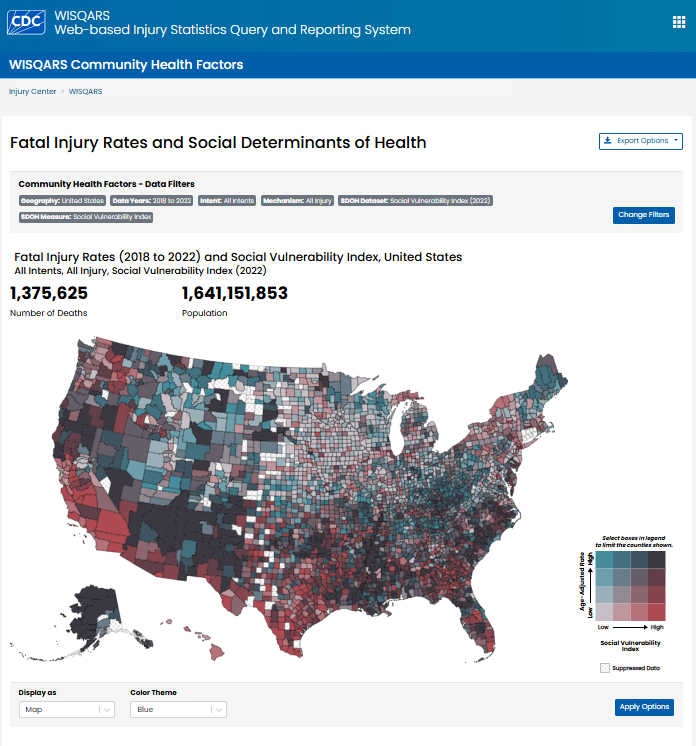 CDC
WISQARS
Web-based Injury Statistics Query and Reporting System
WISQARS Community Health Factors
Injury Center > WISQARS
Fatal Injury Rates and Social Determinants of Health
Export Options
Community Health Factors - Data Filters
Geography: United States Data Years: 2018 to 2022 Intent: All Intents Mechanism: All Injury SDOH Dataset: Social Vulnerability Index (2022)
SDOH Measure: Social Vulnerability Index
Change Filters
Fatal Injury Rates (2018 to 2022) and Social Vulnerability Index, United States
All Intents, All Injury, Social Vulnerability Index (2022)
1,375,625 1,641,151,853
Number of Deaths Population
Select boxes in legend
to limit the counties shown.
Age-Adjusted Rate
Low High
Low High
Social Vulnerability
Index
Suppressed Data
Display as Color Theme
Map Blue
Apply Options